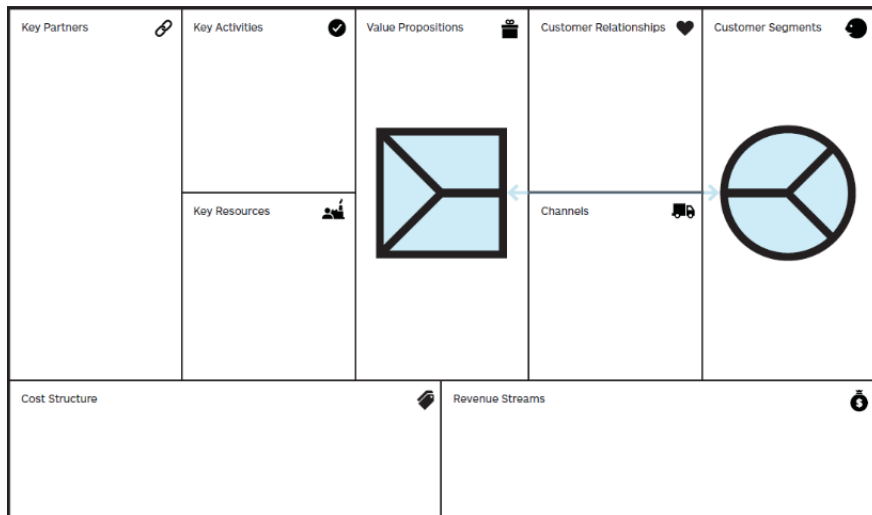 Key Partners
Key Activities
Value Propositions
Customer Relationships
Customer Segments
Key Resources
Channels
Cost Structure
Revenue Streams
$